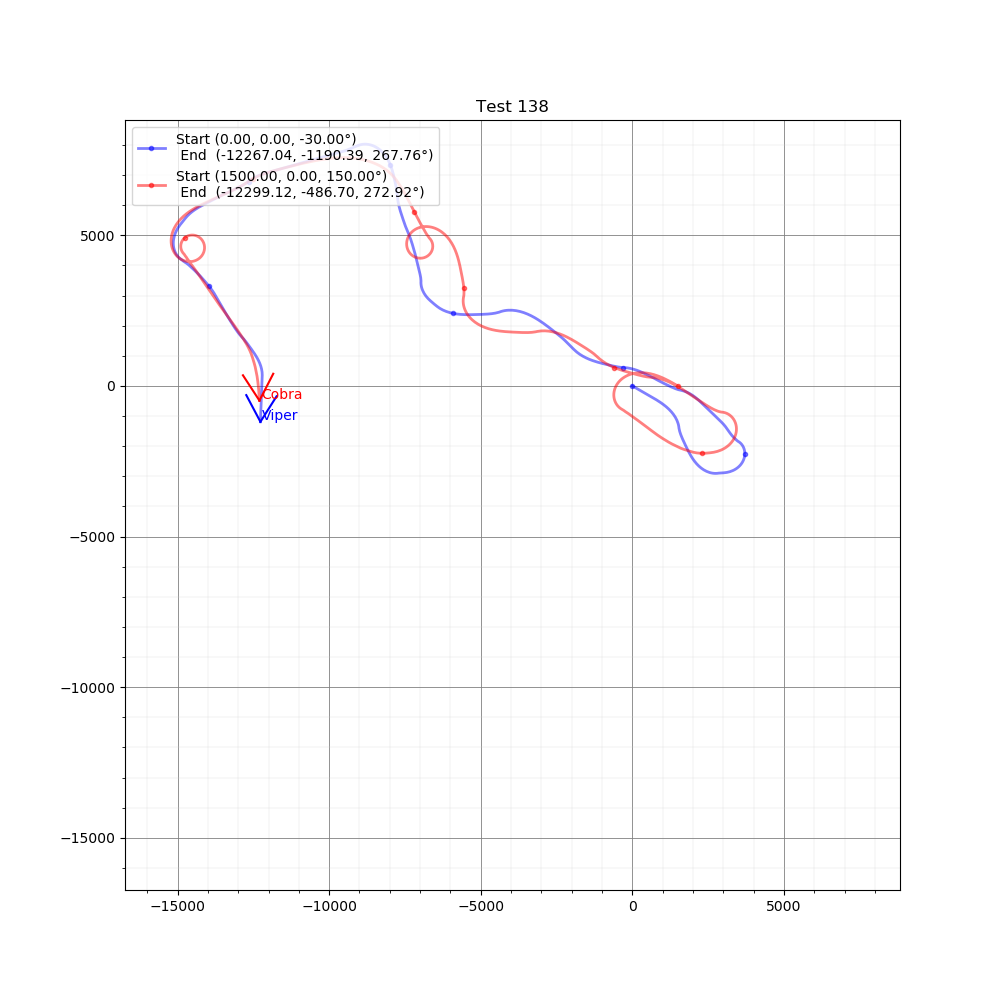 Test 138
Start (0.00, 0.00, -30.00°)
End (-12267.04, -1190.39, 267.76°)
Start (1500.00, 0.00, 150.00°)
End (-12299.12, -486.70, 272.92°)
5000
0
−5000
−10000
−15000
Cobra
Viper
−15000
−10000
−5000
0
5000